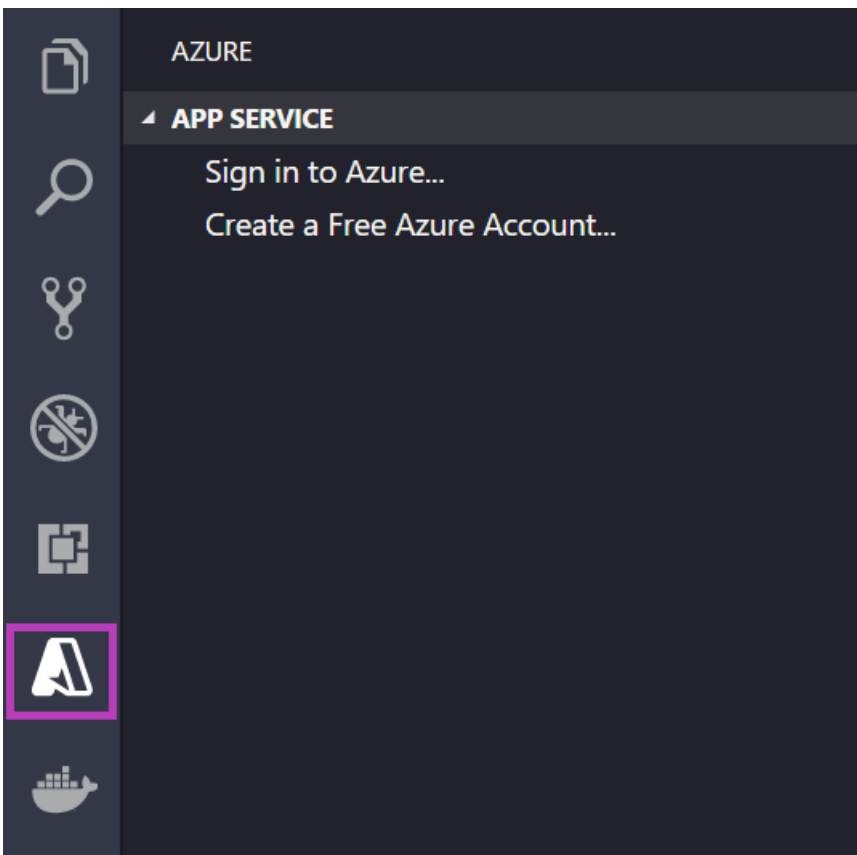 AZURE
APP SERVICE
Sign in to Azure...
Create a Free Azure Account...